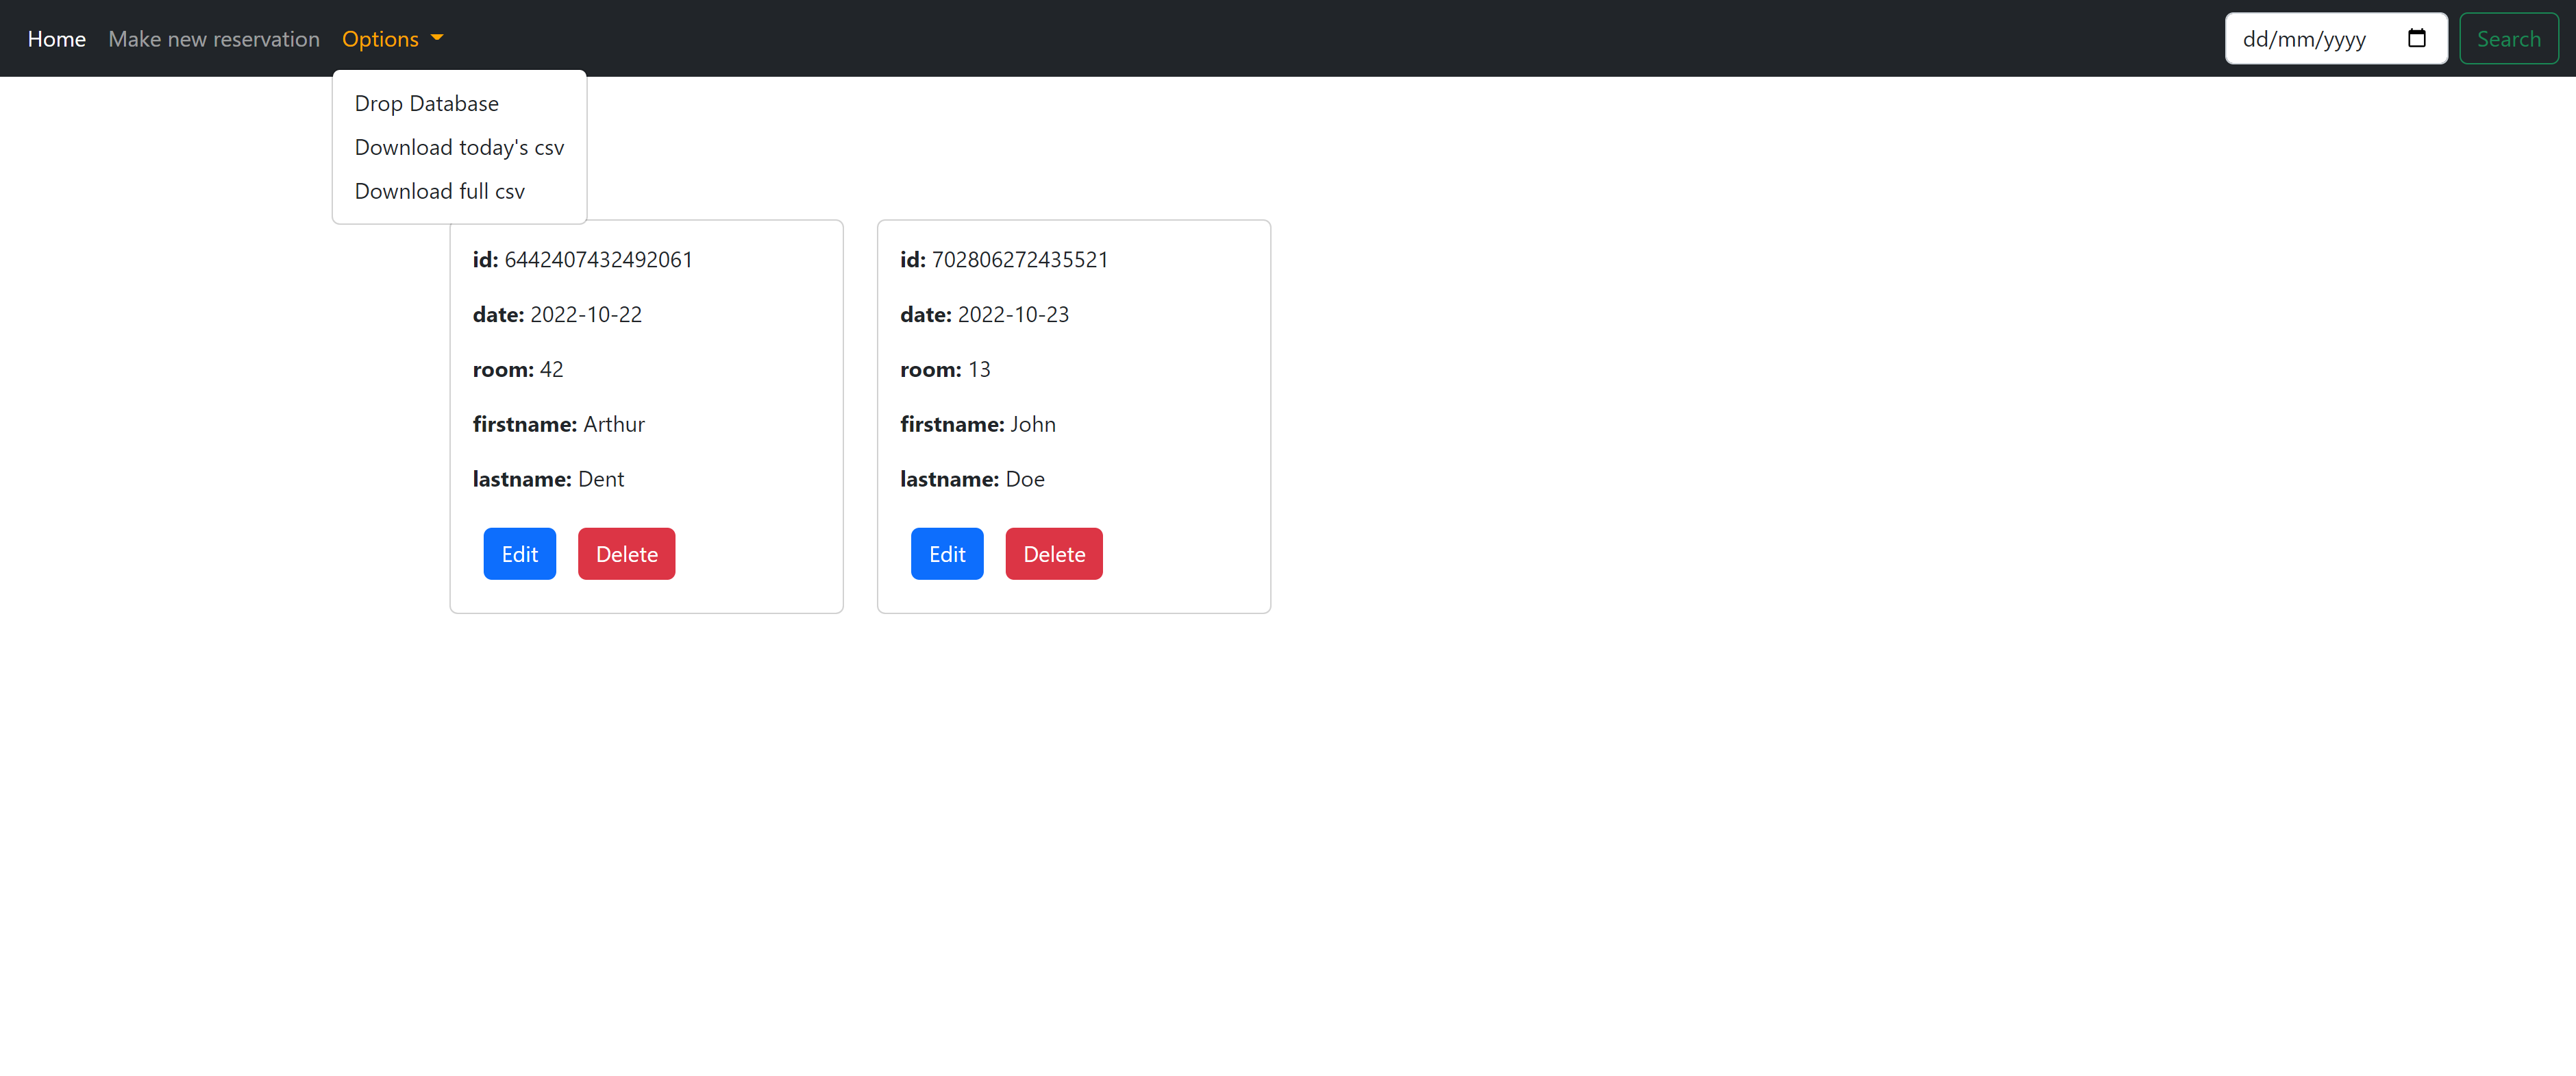 Home Make new reservation Options dd/mm/yyyy Search
Drop Database
Download today's csv
Download full csv
id: 6442407432492061
date: 2022-10-22
room: 42
firstname: Arthur
lastname: Dent
Edit Delete
id: 702806272435521
date: 2022-10-23
room: 13
firstname: John
lastname: Doe
Edit Delete